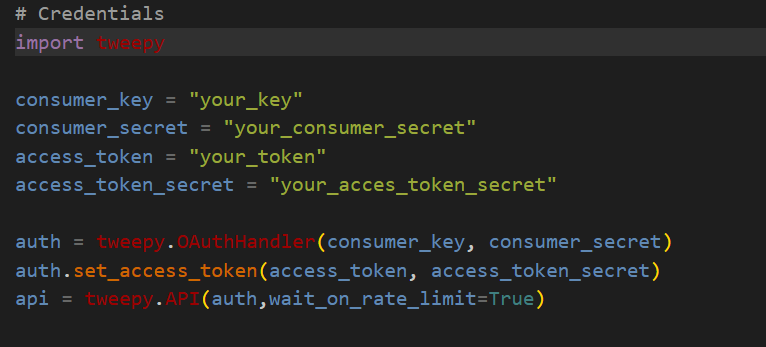 # Credentials
import tweepy
consumer_key = "your_key"
consumer_secret = "your_consumer_secret"
access_token = "your_token"
access_token_secret = "your_acces_token_secret"
auth = tweepy.OAuthHandler(consumer_key, consumer_secret)
auth.set_access_token(access_token, access_token_secret)
api = tweepy.API(auth,wait_on_rate_limit=True)